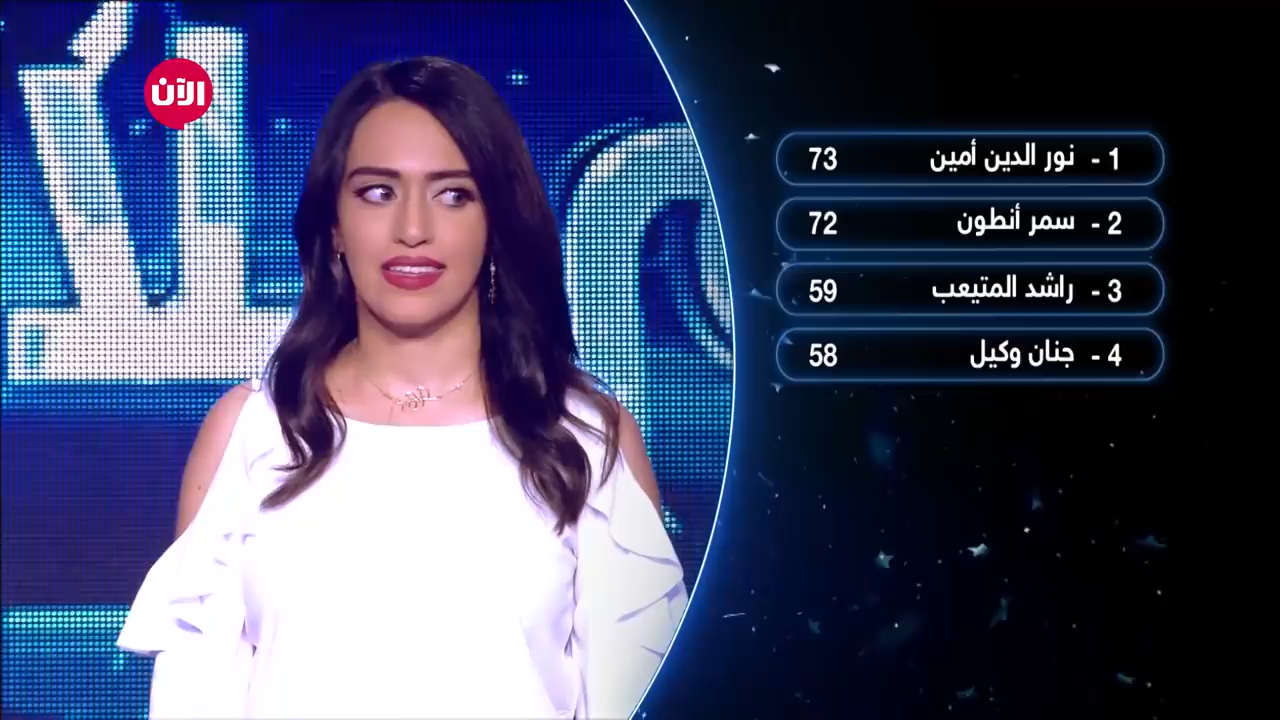 الآن
1 - نور الدين أمين 73
2 - سمر أنطون 72
3 - راشد المتيعب 59
4 - جنان وكيل 58